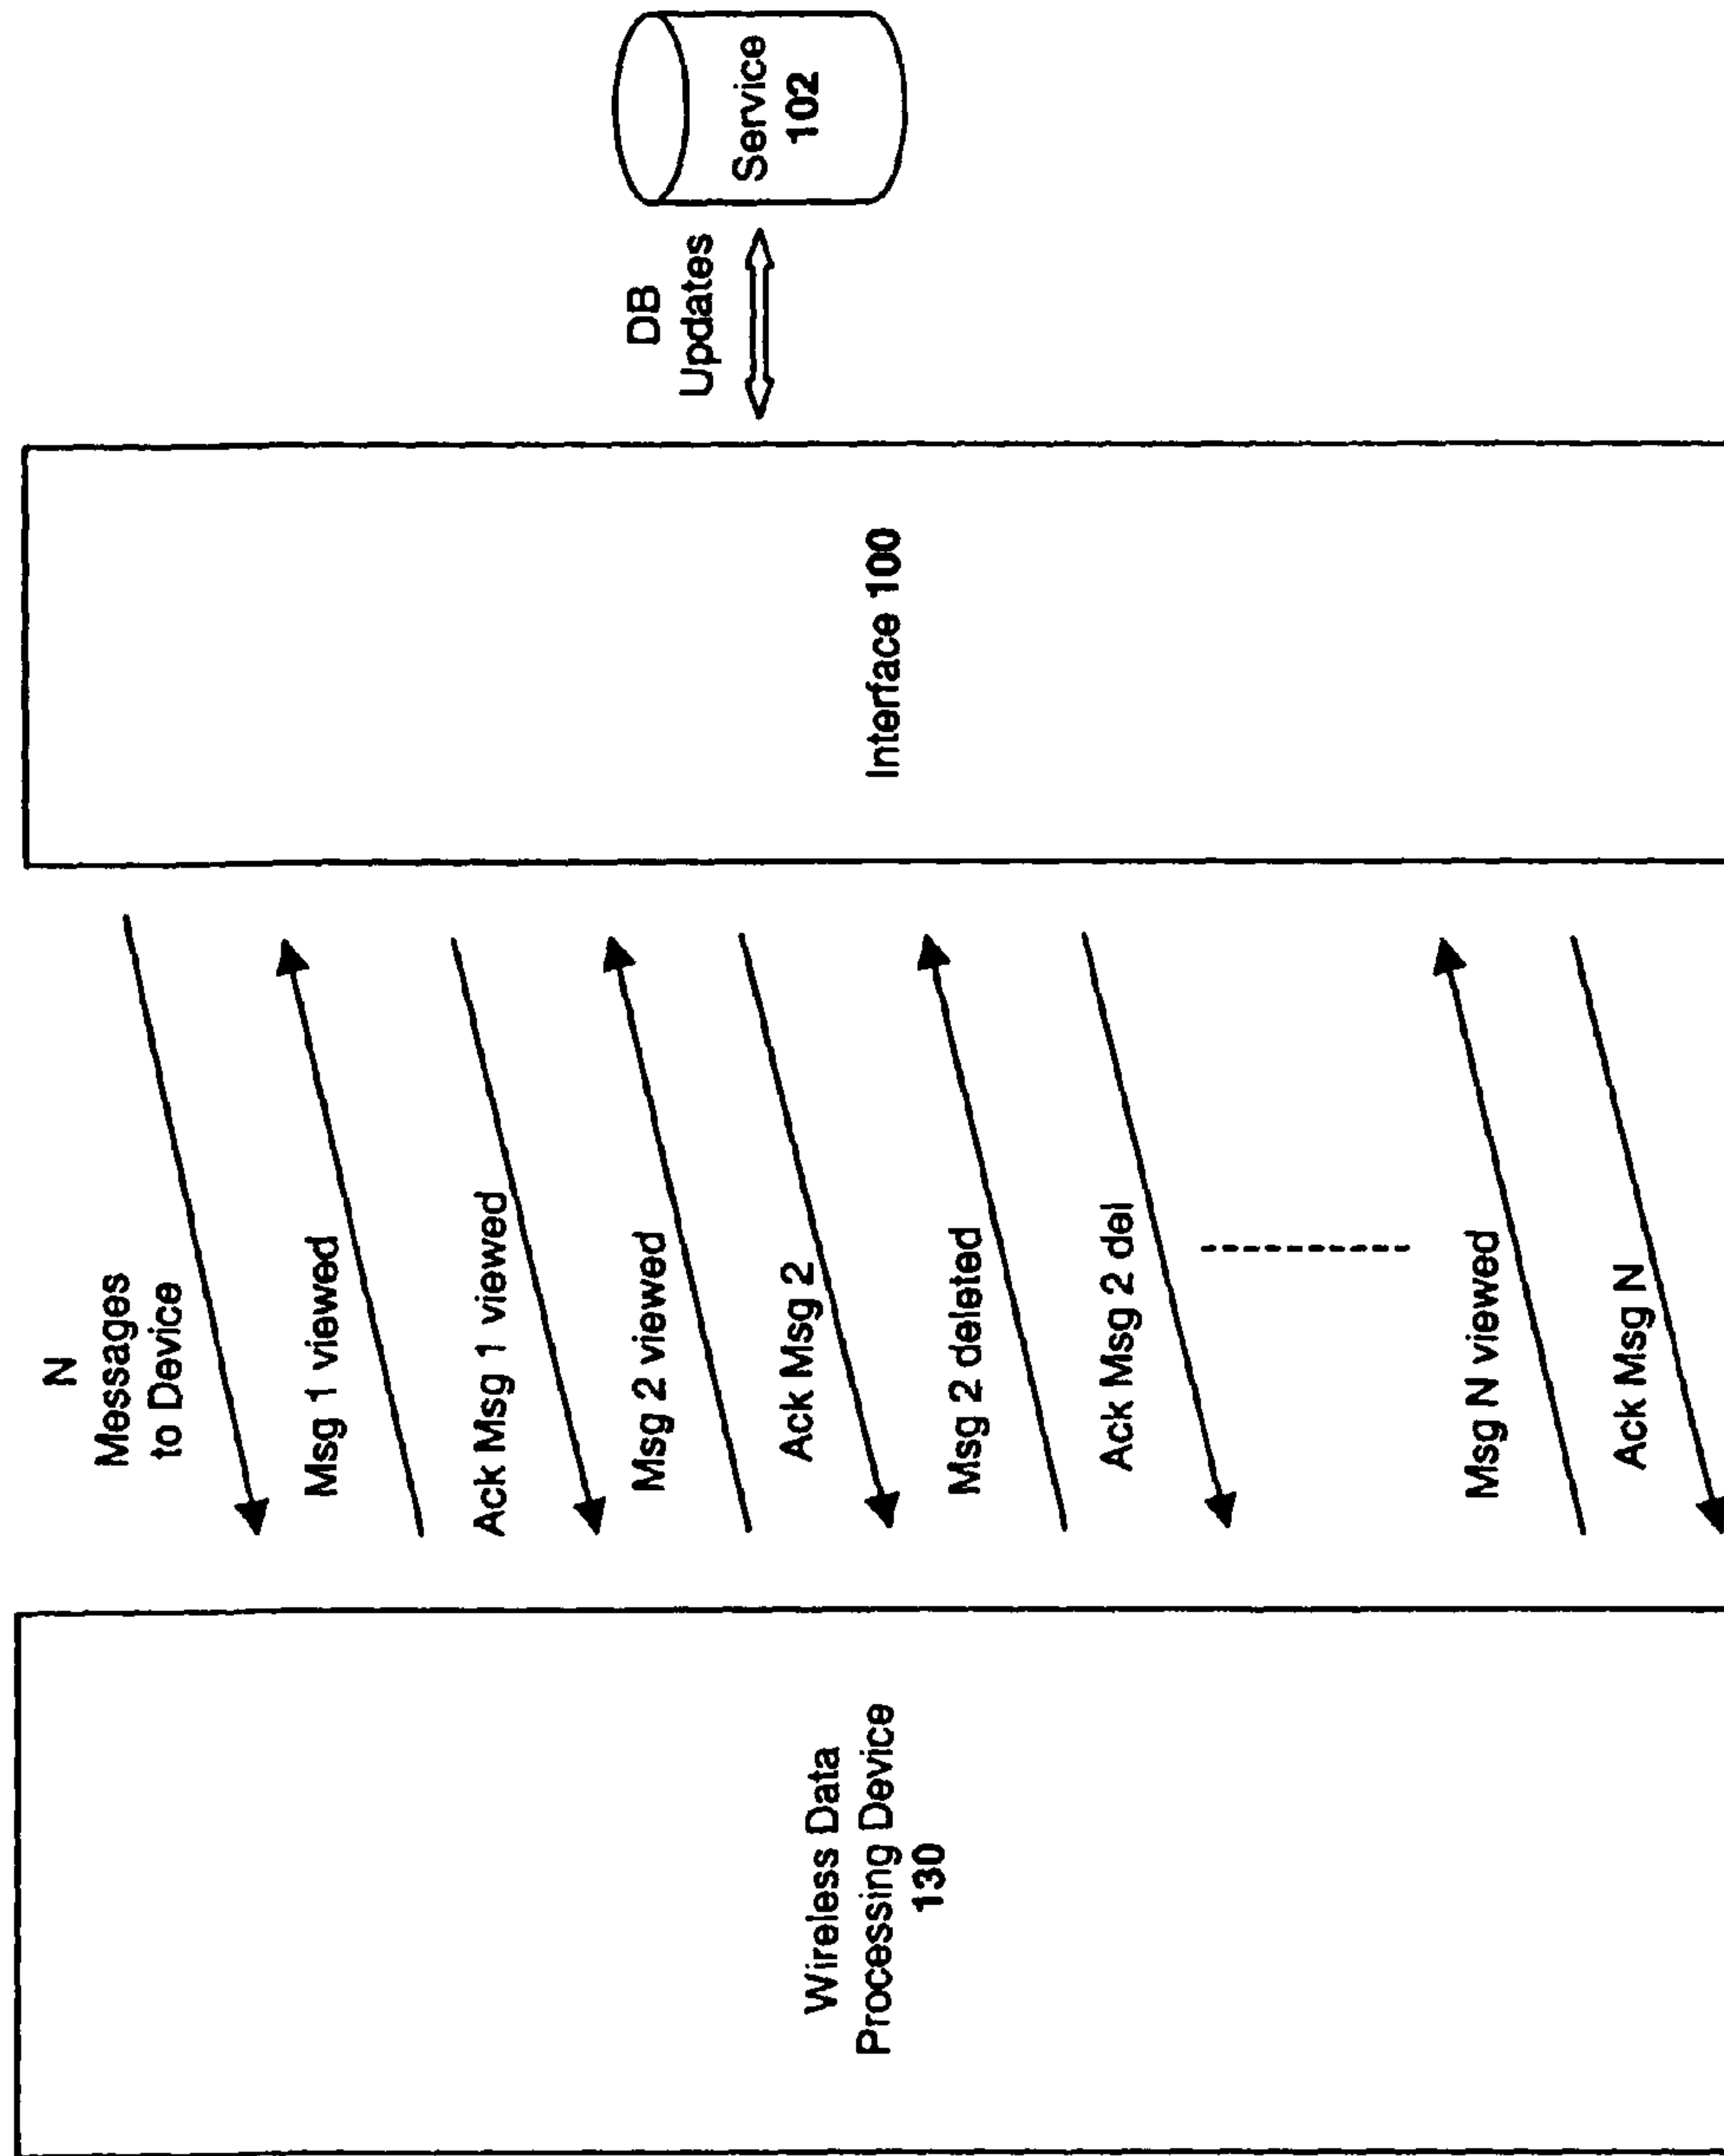 N
Messages
to Device
Msg 1 viewed
Ack Msg 1 viewed
Msg 2 viewed
Ack Msg 2
Msg 2 deleted
Ack Msg 2 del
Msg N viewed
Ack Msg N
Wireless Data
Processing Device
130
Interface 100
DB
Updates
Service
102